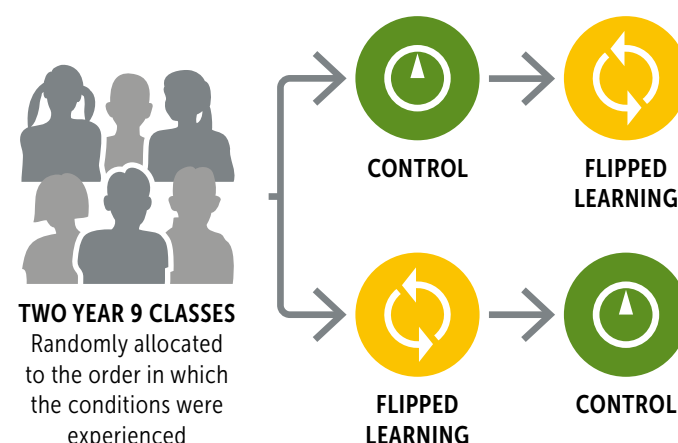 CONTROL
FLIPPED
LEARNING
TWO YEAR 9 CLASSES
Randomly allocated
to the order in which
the conditions were
experienced
FLIPPED
LEARNING
CONTROL